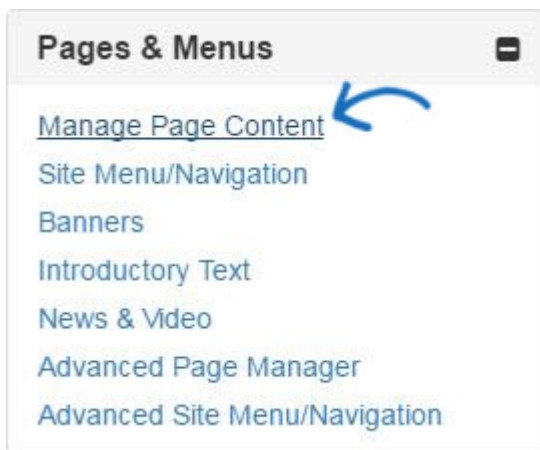 Pages & Menus
Manage Page Content
Site Menu/Navigation
Banners
Introductory Text
News & Video
Advanced Page Manager
Advanced Site Menu/Navigation